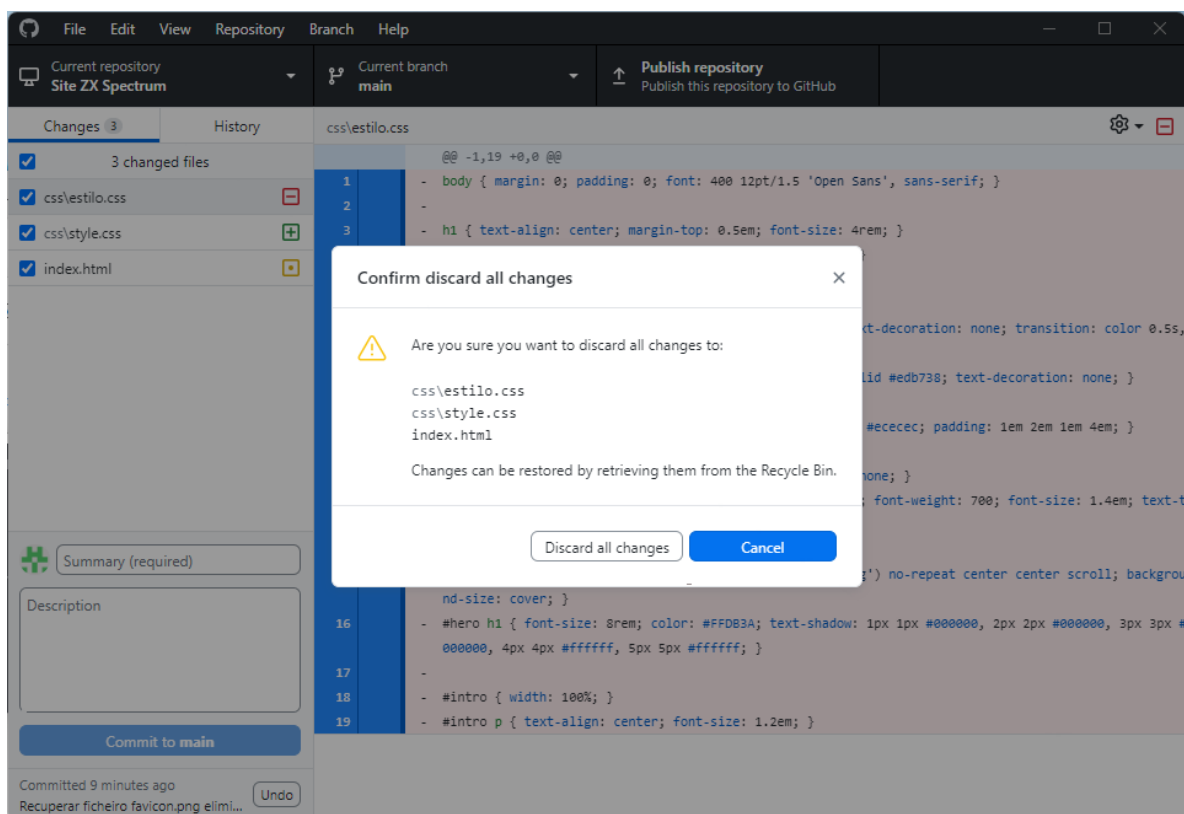 File Edit View Repository Branch Help
Current repository
Site ZX Spectrum
Current branch
main
Publish repository
Publish this repository to GitHub
Changes 3 History
3 changed files
css\estilo.css
css\style.css
index.html
css\estilo.css
@@ -1,19 +0,0 @@
1 - body { margin: 0; padding: 0; font: 400 12pt/1.5 'Open Sans', sans-serif; }
2 -
3 - h1 { text-align: center; margin-top: 0.5em; font-size: 4rem; }
}
xt-decoration: none; transition: color 0.5s,
lid #edb738; text-decoration: none; }
#ececec; padding: 1em 2em 1em 4em; }
none; }
; font-weight: 700; font-size: 1.4em; text-t
g') no-repeat center center scroll; backgrou
nd-size: cover; }
16 - #hero h1 { font-size: 8rem; color: #FFDB3A; text-shadow: 1px 1px #000000, 2px 2px #000000, 3px 3px #
000000, 4px 4px #ffffff, 5px 5px #ffffff; }
17 -
18 - #intro { width: 100%; }
19 - #intro p { text-align: center; font-size: 1.2em; }
Confirm discard all changes
Are you sure you want to discard all changes to:
css\estilo.css
css\style.css
index.html
Changes can be restored by retrieving them from the Recycle Bin.
Discard all changes
Cancel
Summary (required)
Description
Commit to main
Committed 9 minutes ago
Recuperar ficheiro favicon.png elimi...
Undo